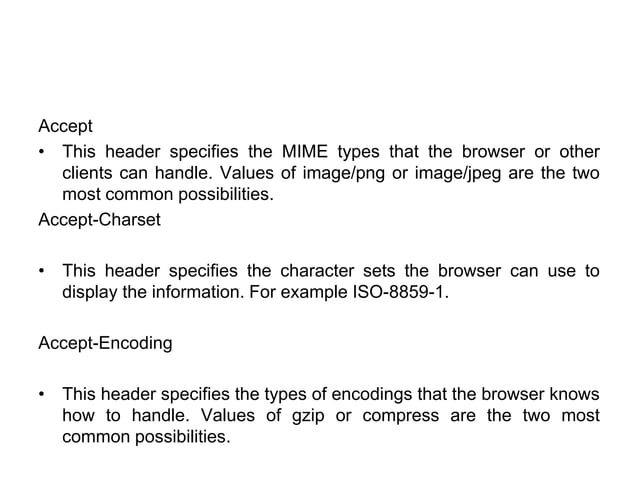 Accept
• This header specifies the MIME types that the browser or other
clients can handle. Values of image/png or image/jpeg are the two
most common possibilities.
Accept-Charset
• This header specifies the character sets the browser can use to
display the information. For example ISO-8859-1.
Accept-Encoding
• This header specifies the types of encodings that the browser knows
how to handle. Values of gzip or compress are the two most
common possibilities.